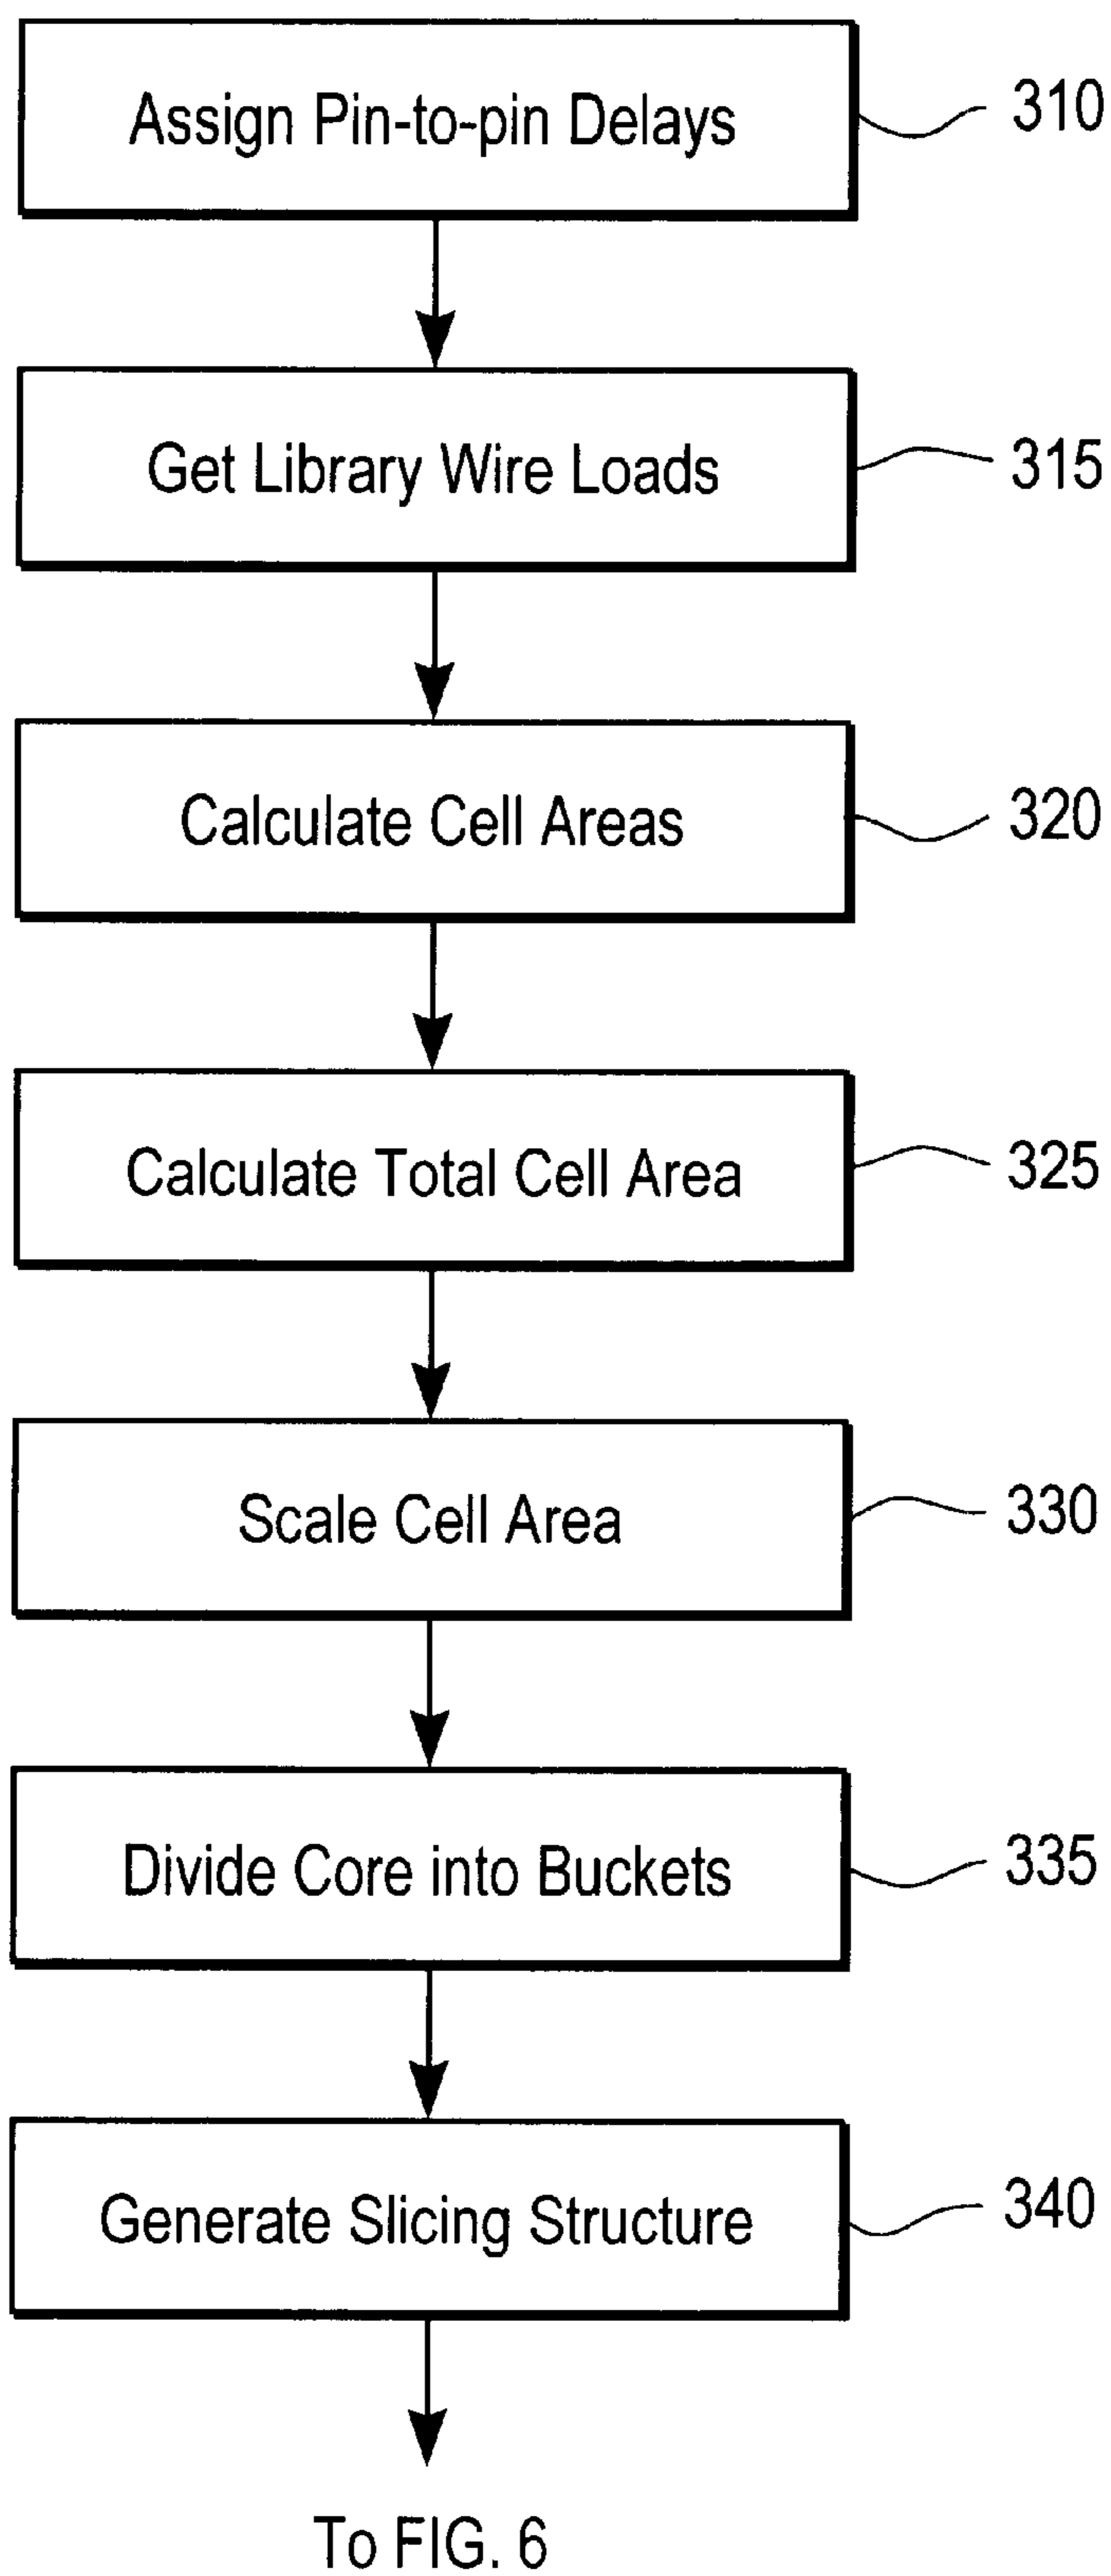 Assign Pin-to-pin Delays
310
Get Library Wire Loads
315
Calculate Cell Areas
320
Calculate Total Cell Area
325
Scale Cell Area
330
Divide Core into Buckets
335
Generate Slicing Structure
340
To FIG. 6